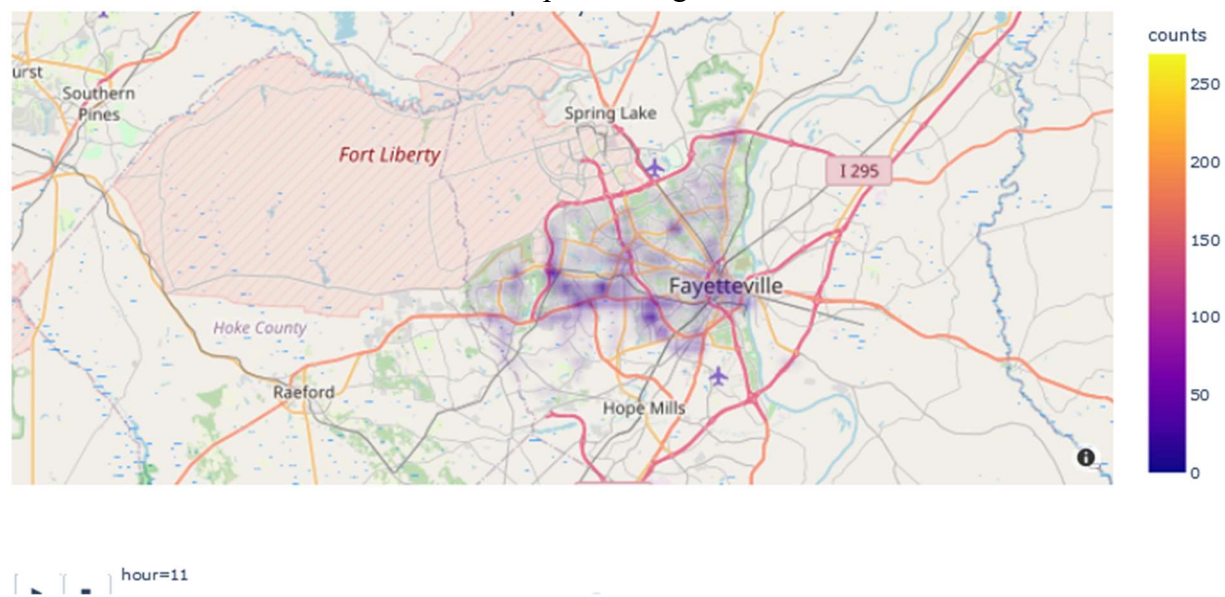 counts
urst
Southern
Pines
Spring Lake
Fort Liberty
I 295
250
200
150
100
50
0
Fayetteville
Hoke County
Raeford
Hope Mills
hour=11